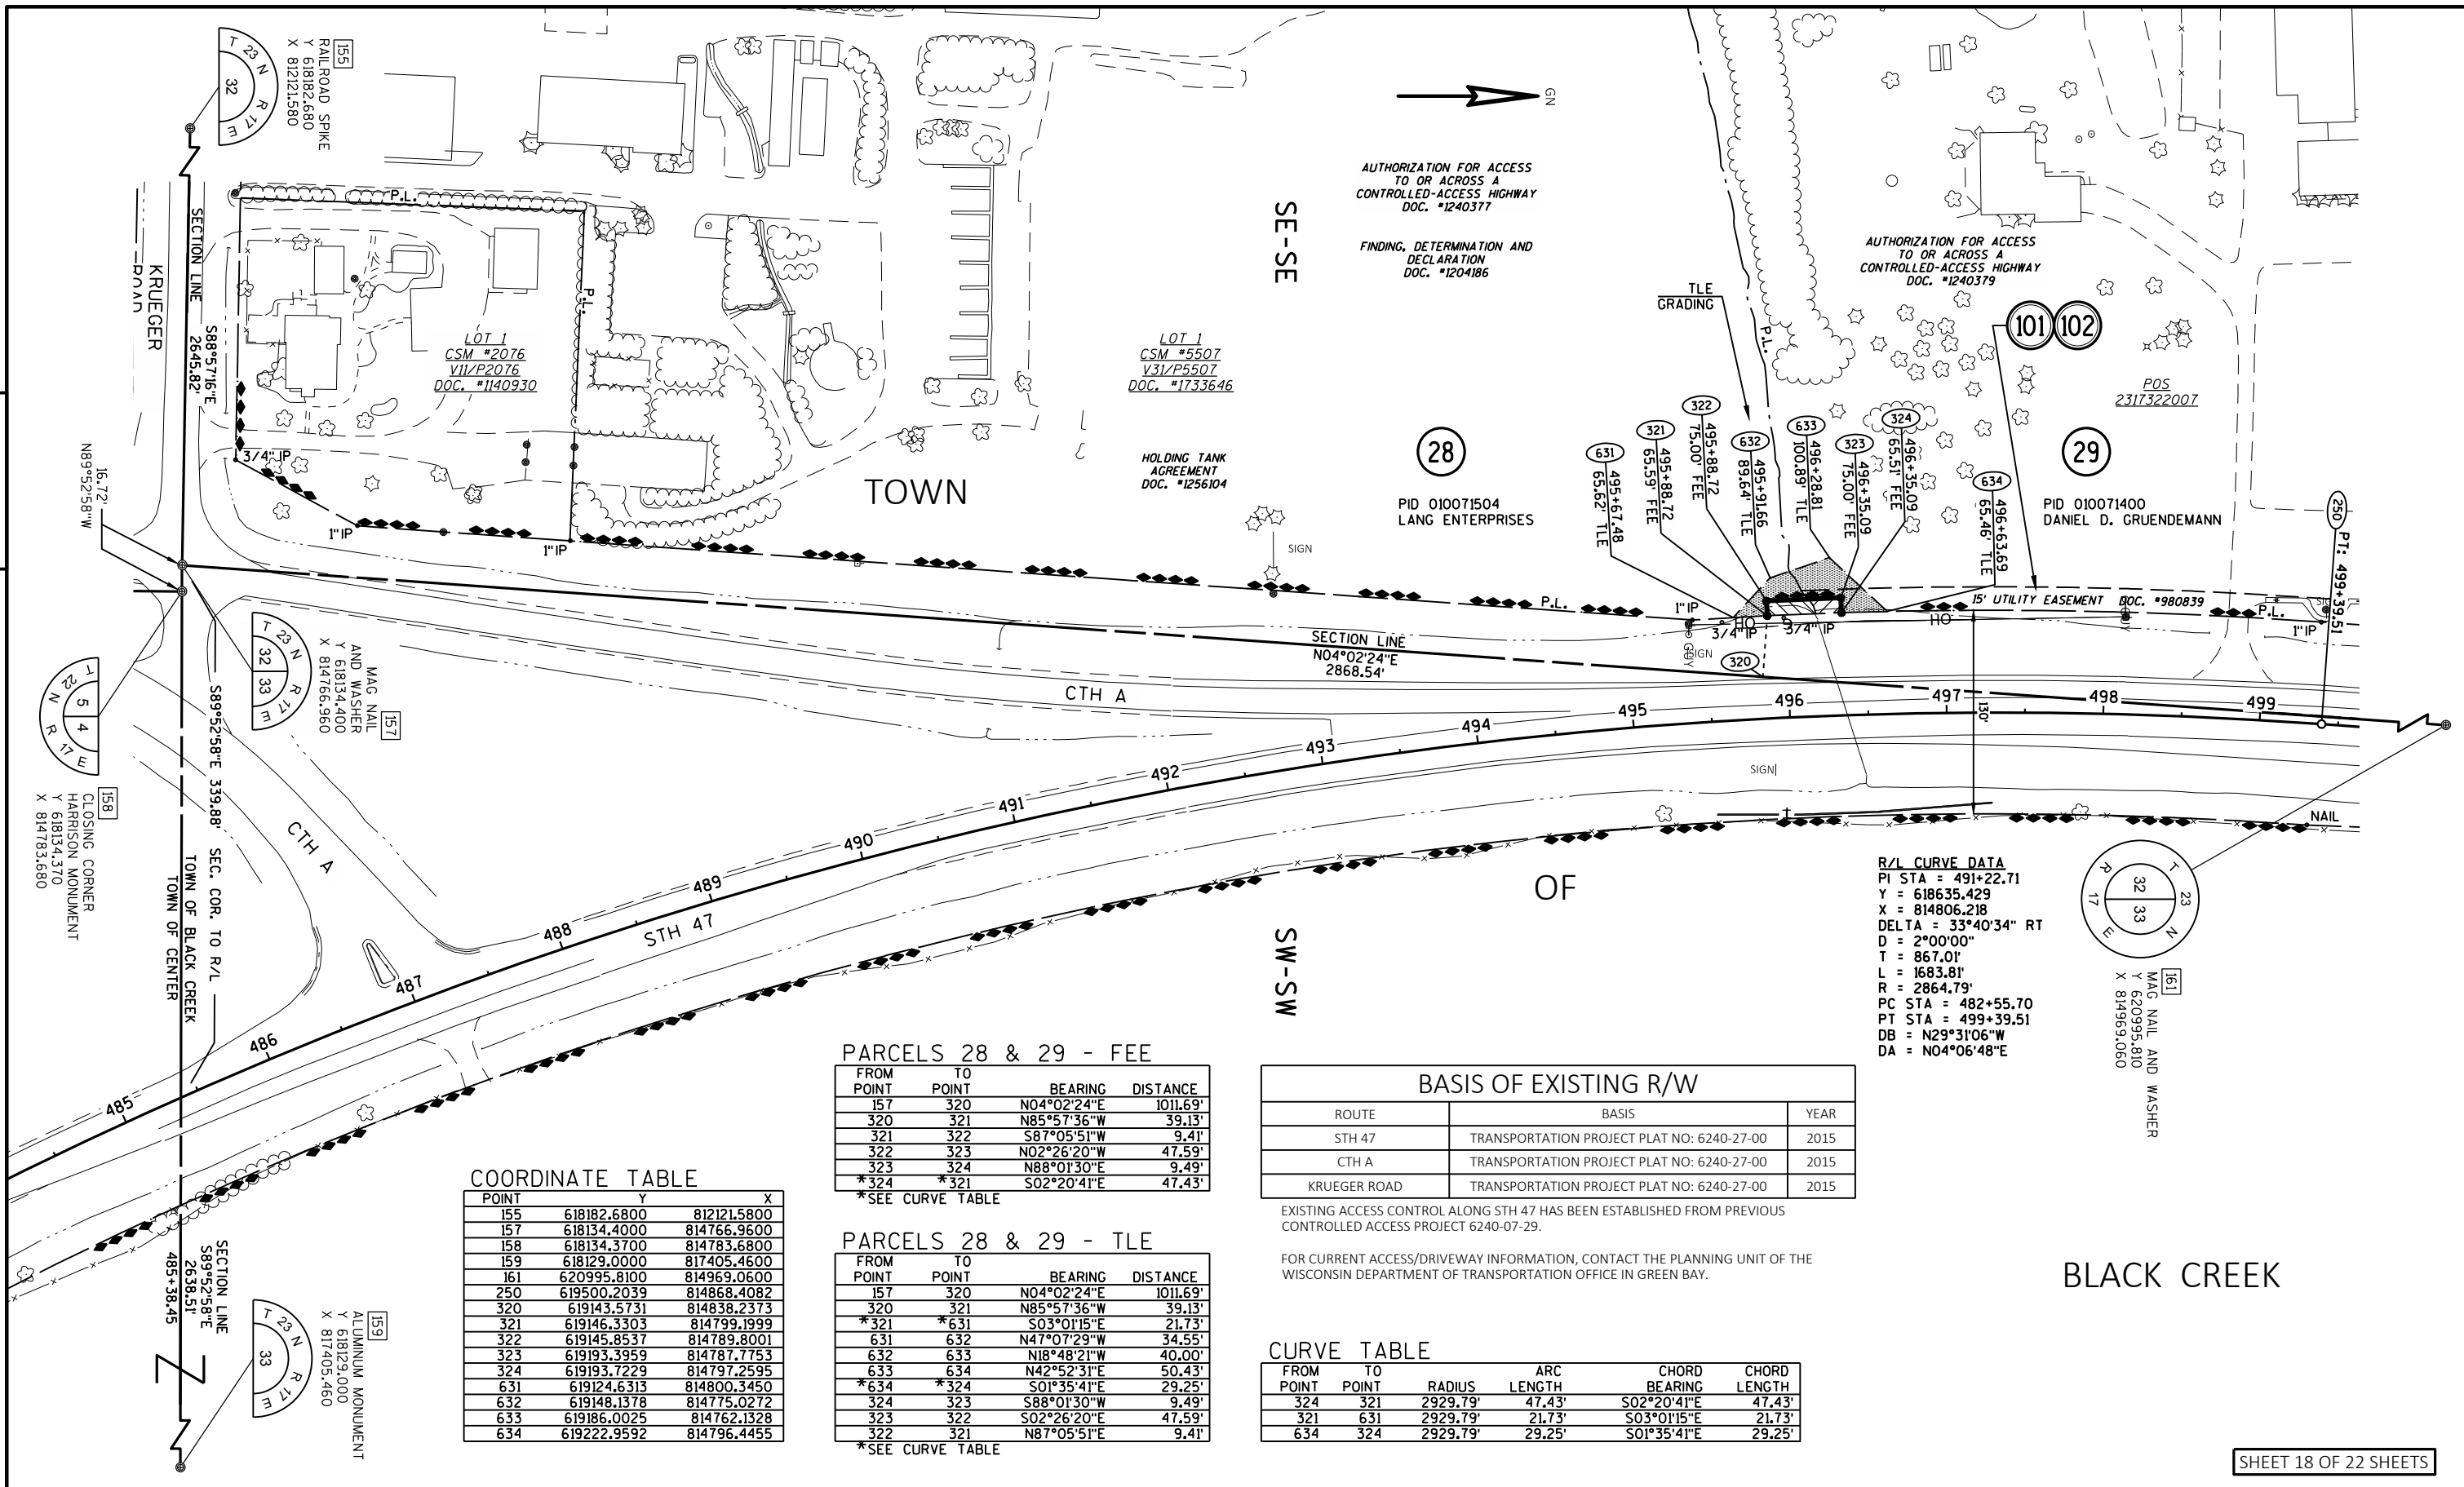 155
RAILROAD SPIKE
Y 618182.680
X 812121.580
T 23 N R 17 E
32
SECTION LINE
S88°57'16"E
2645.82'
KRUEGER
ROAD
P.L.
P.L.
LOT 1
CSM #2076
V11/P2076
DOC. #1140930
3/4" IP
1" IP
1" IP
16.72'
N89°52'58"W
TOWN
LOT 1
CSM #5507
V31/P5507
DOC. #1733646
HOLDING TANK
AGREEMENT
DOC. #1256104
SE-SE
GN
AUTHORIZATION FOR ACCESS
TO OR ACROSS A
CONTROLLED-ACCESS HIGHWAY
DOC. #1240377
FINDING, DETERMINATION AND
DECLARATION
DOC. #1204186
AUTHORIZATION FOR ACCESS
TO OR ACROSS A
CONTROLLED-ACCESS HIGHWAY
DOC. #1240379
TLE
GRADING
P.L.
101
102
POS
2317322007
28
PID 010071504
LANG ENTERPRISES
29
PID 010071400
DANIEL D. GRUENDEMANN
631
495+67.48
65.62' TLE
321
495+88.72
65.59' FEE
322
495+88.72
75.00' FEE
632
495+91.66
89.64' TLE
633
496+28.81
100.89' TLE
323
496+35.09
75.00' FEE
324
496+35.09
65.51' FEE
634
496+63.69
65.46' TLE
250
PT: 499+39.51
SIGN
P.L.
1" IP
HO
3/4" IP
3/4" IP
HO
15' UTILITY EASEMENT DOC. #980839
P.L.
SIG
GUY
1" IP
GUY
SIGN
320
SECTION LINE
N04°02'24"E
2868.54'
CTH A
130'
SIGN
NAIL
T 23 N R 17 E
32 33
157
MAG NAIL
AND WASHER
Y 618134.400
X 814766.960
T 22 N R 17 E
5 4
158
CLOSING CORNER
HARRISON MONUMENT
Y 618134.370
X 814783.680
S89°52'58"E 339.88' SEC. COR. TO R/L
TOWN OF BLACK CREEK
TOWN OF CENTER
CTH A
STH 47
485
486
487
488
489
490
491
492
493
494
495
496
497
498
499
OF
SW-SW
R/L CURVE DATA
PI STA = 491+22.71
Y = 618635.429
X = 814806.218
DELTA = 33°40'34" RT
D = 2°00'00"
T = 867.01'
L = 1683.81'
R = 2864.79'
PC STA = 482+55.70
PT STA = 499+39.51
DB = N29°31'06"W
DA = N04°06'48"E
T 23 N R 17 E
32 33
161
MAG NAIL AND WASHER
Y 620995.810
X 814969.060
SECTION LINE
S89°52'58"E
2638.51'
485+38.45
T 23 N R 17 E
33
159
ALUMINUM MONUMENT
Y 618129.000
X 817405.460
COORDINATE TABLE
POINT Y X
155 618182.6800 812121.5800
157 618134.4000 814766.9600
158 618134.3700 814783.6800
159 618129.0000 817405.4600
161 620995.8100 814969.0600
250 619500.2039 814868.4082
320 619143.5731 814838.2373
321 619146.3303 814799.1999
322 619145.8537 814789.8001
323 619193.3959 814787.7753
324 619193.7229 814797.2595
631 619124.6313 814800.3450
632 619148.1378 814775.0272
633 619186.0025 814762.1328
634 619222.9592 814796.4455
PARCELS 28 & 29 - FEE
FROM TO
POINT POINT BEARING DISTANCE
157 320 N04°02'24"E 1011.69'
320 321 N85°57'36"W 39.13'
321 322 S87°05'51"W 9.41'
322 323 N02°26'20"W 47.59'
323 324 N88°01'30"E 9.49'
*324 *321 S02°20'41"E 47.43'
*SEE CURVE TABLE
PARCELS 28 & 29 - TLE
FROM TO
POINT POINT BEARING DISTANCE
157 320 N04°02'24"E 1011.69'
320 321 N85°57'36"W 39.13'
*321 *631 S03°01'15"E 21.73'
631 632 N47°07'29"W 34.55'
632 633 N18°48'21"W 40.00'
633 634 N42°52'31"E 50.43'
*634 *324 S01°35'41"E 29.25'
324 323 S88°01'30"W 9.49'
323 322 S02°26'20"E 47.59'
322 321 N87°05'51"E 9.41'
*SEE CURVE TABLE
BASIS OF EXISTING R/W
ROUTE BASIS YEAR
STH 47 TRANSPORTATION PROJECT PLAT NO: 6240-27-00 2015
CTH A TRANSPORTATION PROJECT PLAT NO: 6240-27-00 2015
KRUEGER ROAD TRANSPORTATION PROJECT PLAT NO: 6240-27-00 2015
EXISTING ACCESS CONTROL ALONG STH 47 HAS BEEN ESTABLISHED FROM PREVIOUS
CONTROLLED ACCESS PROJECT 6240-07-29.
FOR CURRENT ACCESS/DRIVEWAY INFORMATION, CONTACT THE PLANNING UNIT OF THE
WISCONSIN DEPARTMENT OF TRANSPORTATION OFFICE IN GREEN BAY.
CURVE TABLE
FROM TO ARC CHORD CHORD
POINT POINT RADIUS LENGTH BEARING LENGTH
324 321 2929.79' 47.43' S02°20'41"E 47.43'
321 631 2929.79' 21.73' S03°01'15"E 21.73'
634 324 2929.79' 29.25' S01°35'41"E 29.25'
BLACK CREEK
SHEET 18 OF 22 SHEETS